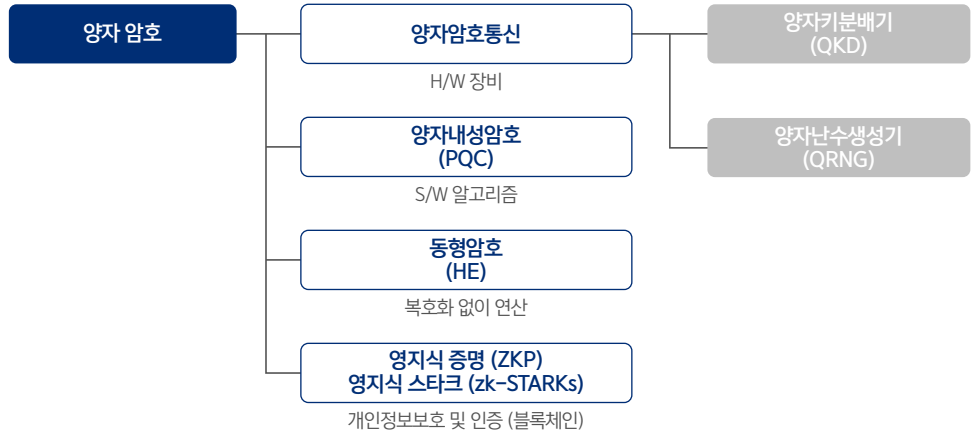 양자 암호
양자암호통신
H/W 장비
양자키분배기
(QKD)
양자난수생성기
(QRNG)
양자내성암호
(PQC)
S/W 알고리즘
동형암호
(HE)
복호화 없이 연산
영지식 증명 (ZKP)
영지식 스타크 (zk-STARKs)
개인정보보호 및 인증 (블록체인)